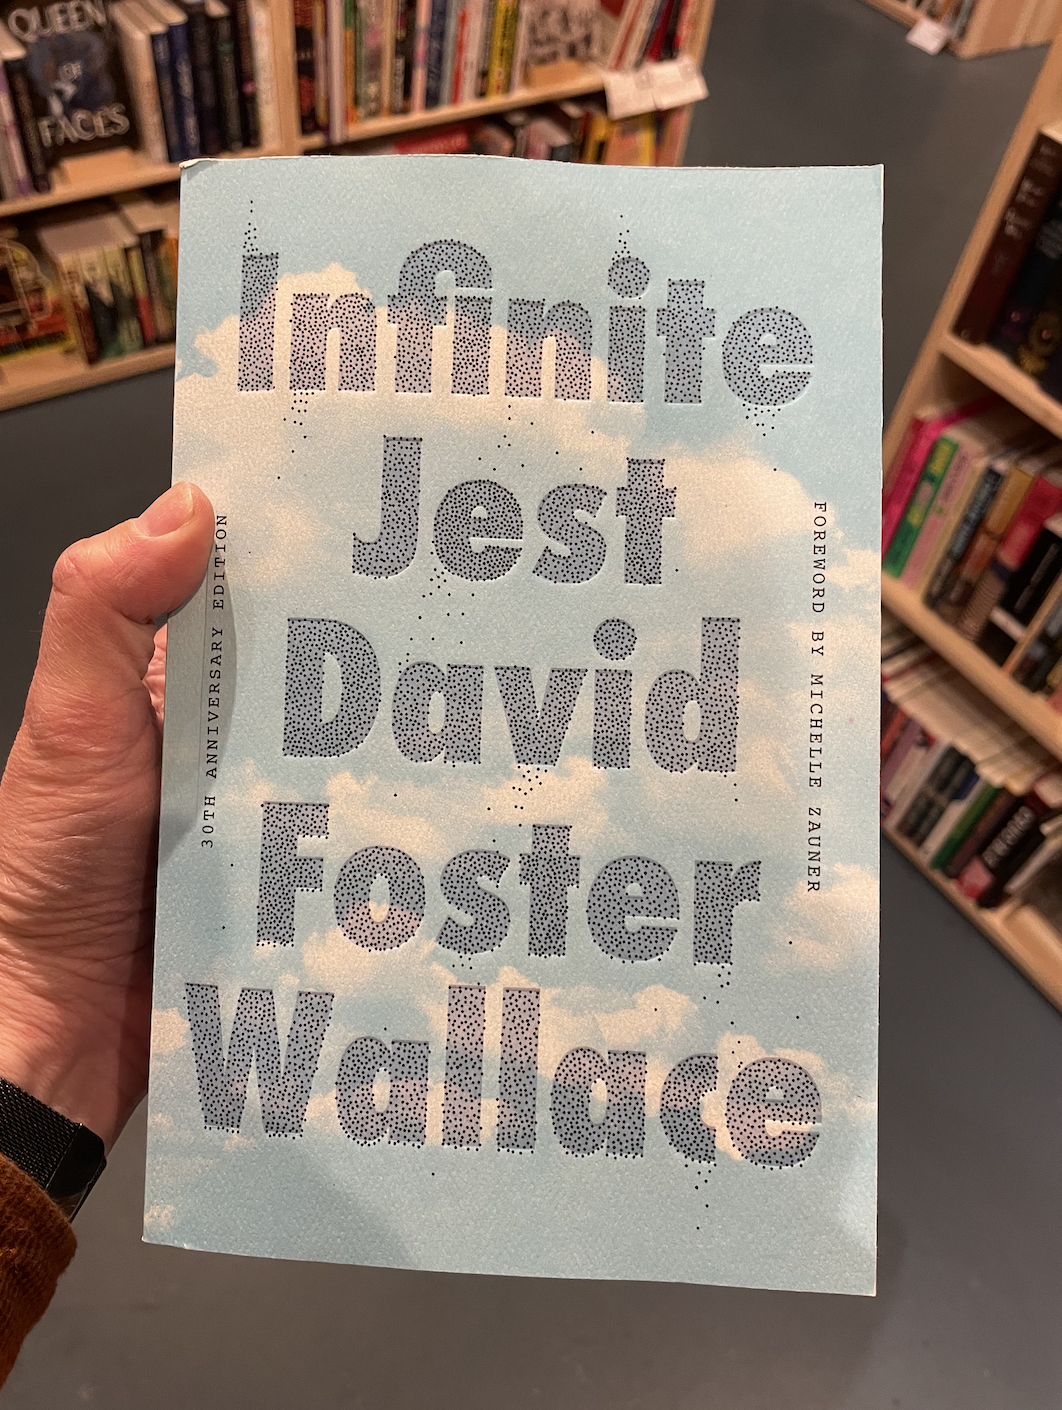 QUEEN
OF
FACES
Infinite
Jest
David
Foster
Wallace
30TH ANNIVERSARY EDITION
FOREWORD BY MICHELLE ZAUNER